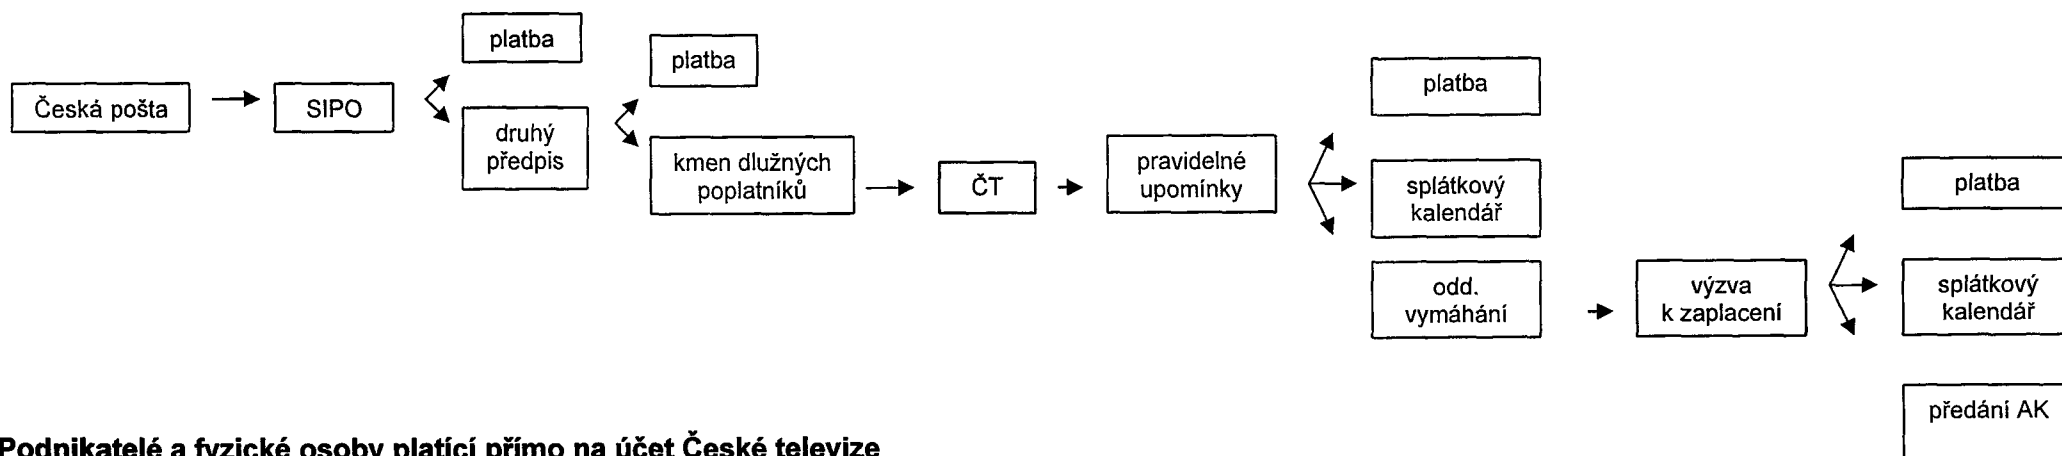 Česká pošta
SIPO
platba
druhý
předpis
platba
kmen dlužných
poplatníků
ČT
pravidelné
upomínky
platba
splátkový
kalendář
odd.
vymáhání
výzva
k zaplacení
platba
splátkový
kalendář
předání AK
Podnikatelé a fyzické osoby platící přímo na účet České televize